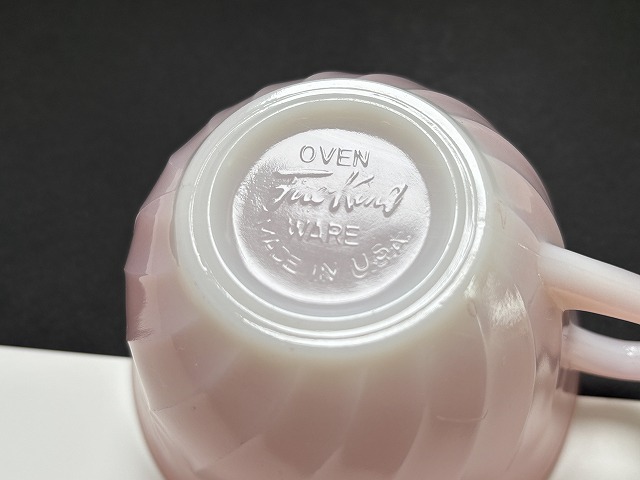 OVEN
Fire King
WARE
MADE IN U.S.A.